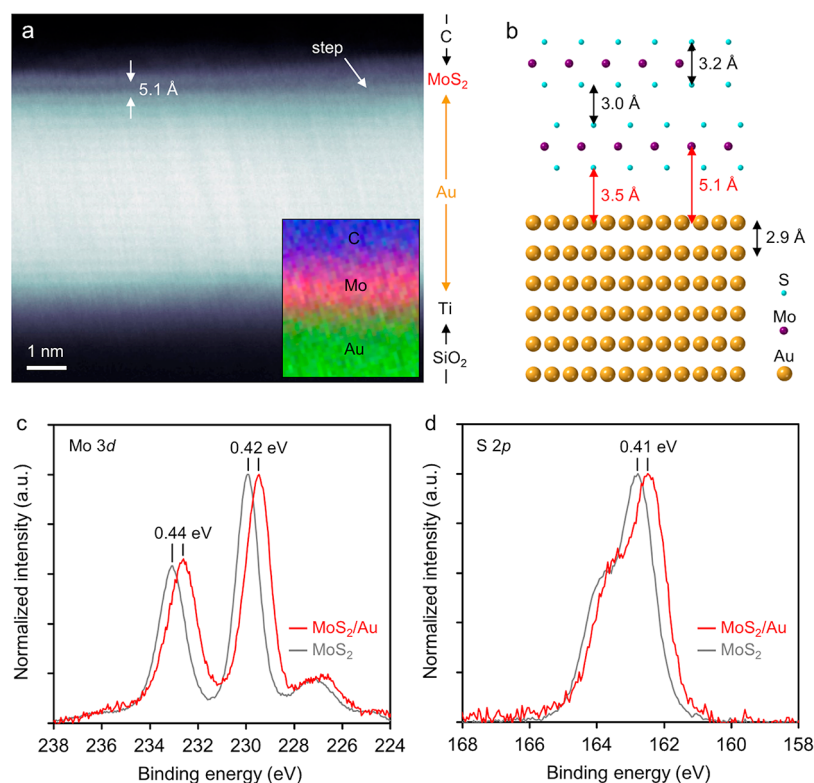 a
5.1 Å
step
C
MoS2
Au
Ti
SiO2
1 nm
C
Mo
Au
b
3.2 Å
3.0 Å
3.5 Å
5.1 Å
2.9 Å
S
Mo
Au
c
Mo 3d
0.42 eV
0.44 eV
MoS2/Au
MoS2
Normalized intensity (a.u.)
238 236 234 232 230 228 226 224
Binding energy (eV)
d
S 2p
0.41 eV
MoS2/Au
MoS2
Normalized intensity (a.u.)
168 166 164 162 160 158
Binding energy (eV)